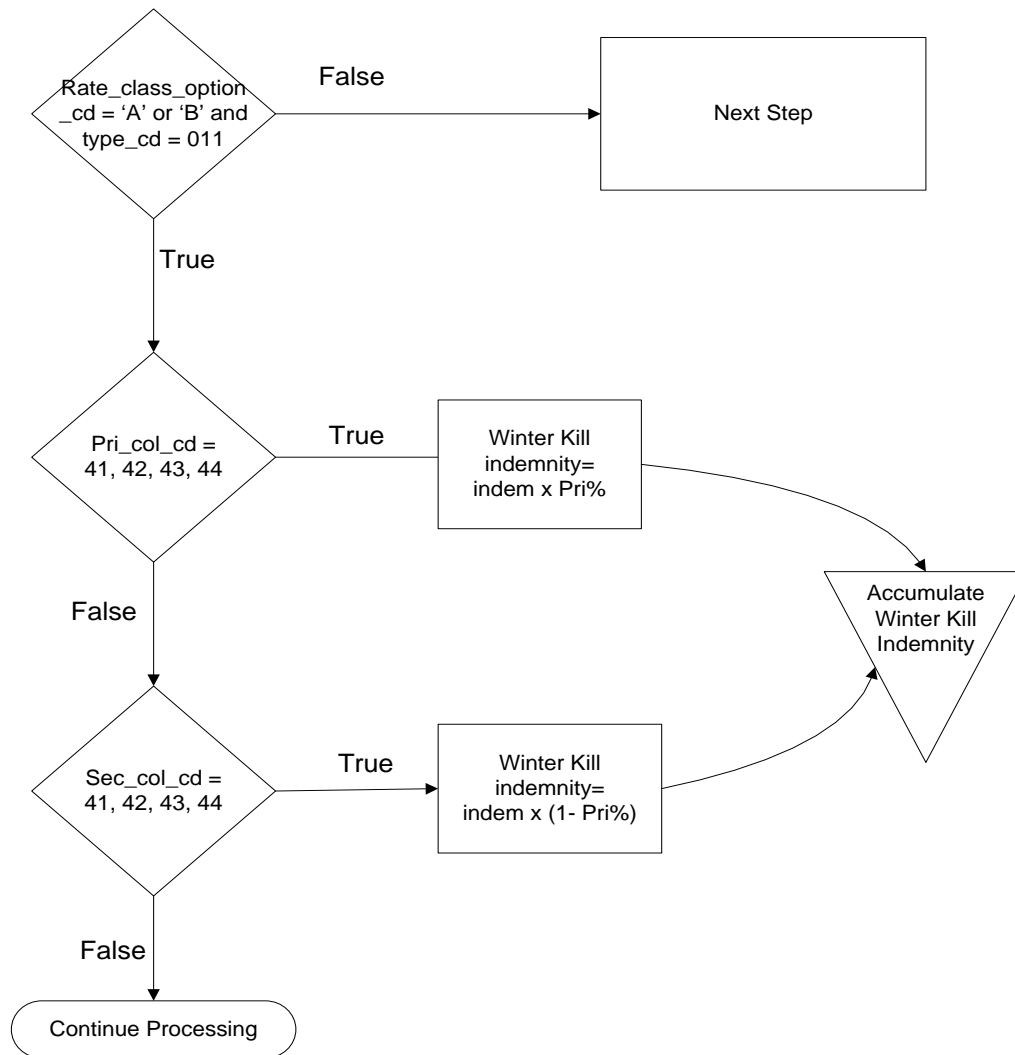 Rate_class_option
_cd = ‘A’ or ‘B’ and
type_cd = 011
False
Next Step
True
Pri_col_cd =
41, 42, 43, 44
True
Winter Kill
indemnity=
indem x Pri%
False
Accumulate
Winter Kill
Indemnity
Sec_col_cd =
41, 42, 43, 44
True
Winter Kill
indemnity=
indem x (1- Pri%)
False
Continue Processing